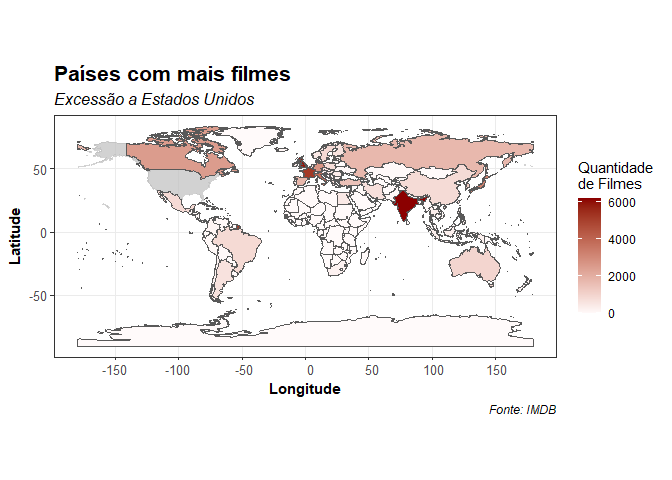 Países com mais filmes
Excessão a Estados Unidos
Quantidade
de Filmes
6000
4000
2000
0
Latitude
50
0
-50
-150
-100
-50
0
50
100
150
Longitude
Fonte: IMDB